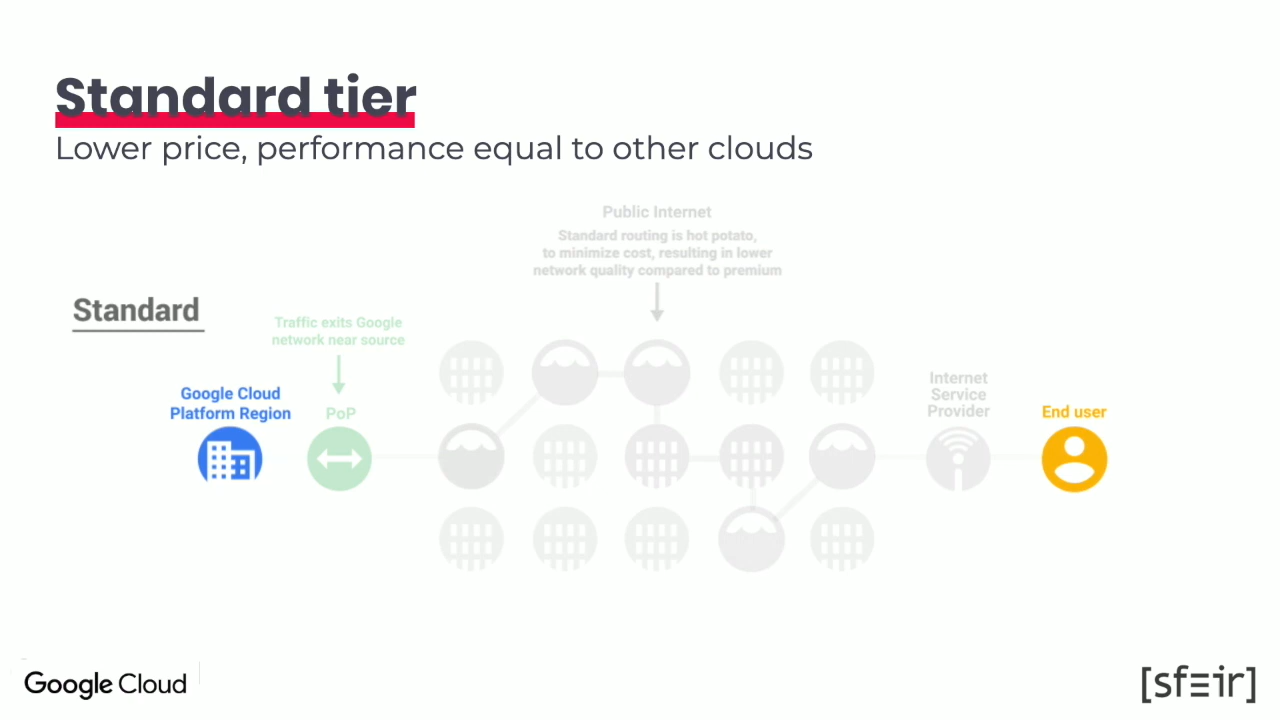 Standard tier
Lower price, performance equal to other clouds
Public Internet
Standard routing is hot potato,
to minimize cost, resulting in lower
network quality compared to premium
Standard
Traffic exits Google
network near source
Google Cloud
Platform Region
PoP
Internet
Service
Provider
End user
Google Cloud
[sfeir]